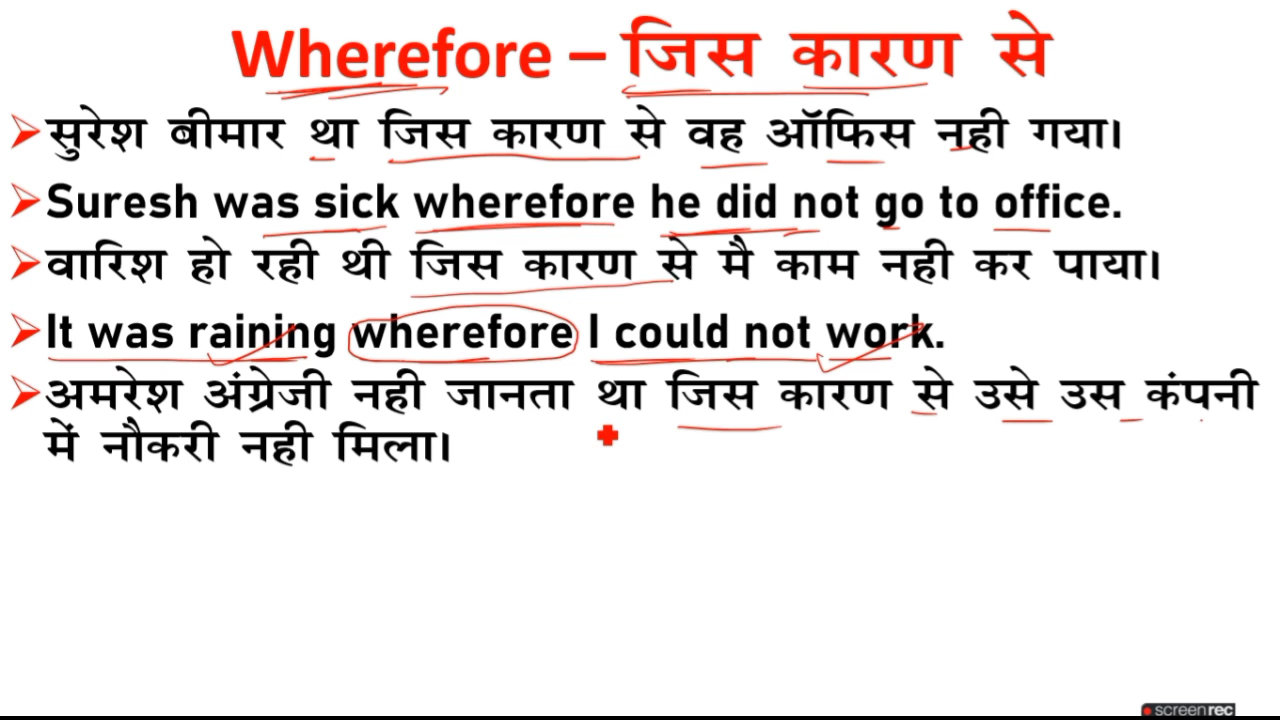 Wherefore – जिस कारण से
सुरेश बीमार था जिस कारण से वह ऑफिस नही गया।
Suresh was sick wherefore he did not go to office.
वारिश हो रही थी जिस कारण से मै काम नही कर पाया।
It was raining wherefore I could not work.
अमरेश अंग्रेजी नही जानता था जिस कारण से उसे उस कंपनी
में नौकरी नही मिला।
screenrec